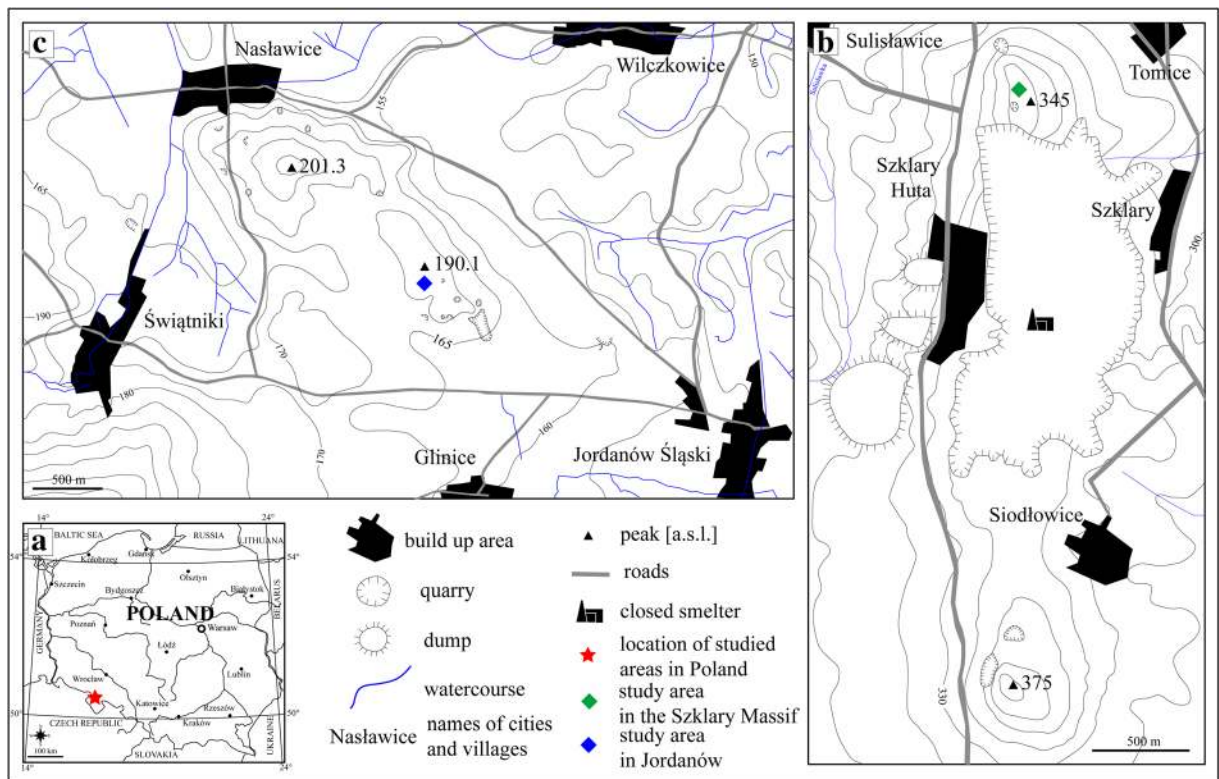 c
Nasławice
Wilczkowice
155
150
201.3
165
190.1
190
Świątniki
165
170
180
170
160
Glinice
Jordanów Śląski
500 m
b
Sulisławice
Tomice
345
Szklary
Huta
Szklary
300
Siodłowice
330
375
500 m
a
14°
24°
BALTIC SEA
RUSSIA
LITHUANIA
54°
54°
Kołobrzeg
Gdańsk
Szczecin
Olsztyn
Bydgoszcz
Białystok
BELARUS
POLAND
Poznań
Warsaw
GERMANY
Łódź
Wrocław
Lublin
Katowice
Rzeszów
50°
50°
CZECH REPUBLIC
Kraków
UKRAINE
100 km
SLOVAKIA
14°
24°
build up area
quarry
dump
watercourse
Nasławice
names of cities
and villages
peak [a.s.l.]
roads
closed smelter
location of studied
areas in Poland
study area
in the Szklary Massif
study area
in Jordanów